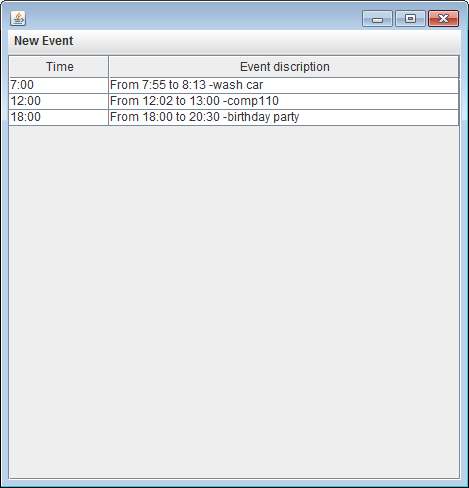 New Event
Time Event discription
7:00 From 7:55 to 8:13 -wash car
12:00 From 12:02 to 13:00 -comp110
18:00 From 18:00 to 20:30 -birthday party